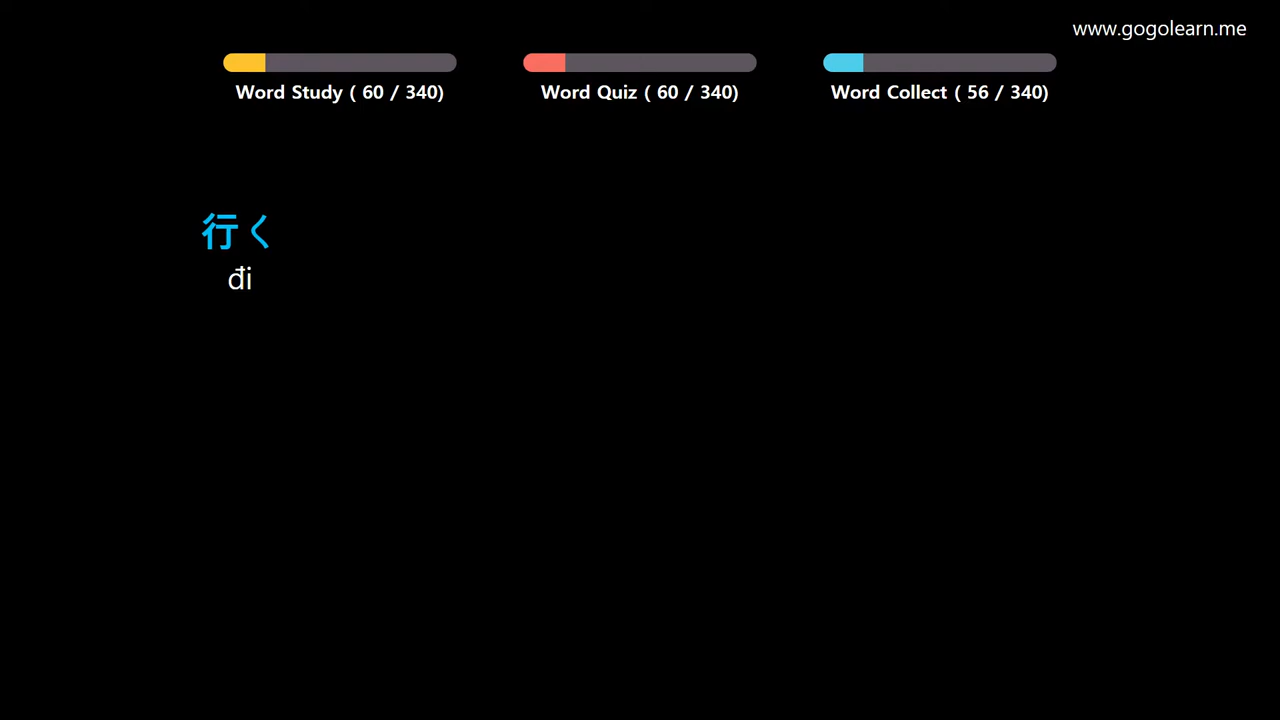 www.gogolearn.me
Word Study ( 60 / 340)
Word Quiz ( 60 / 340)
Word Collect ( 56 / 340)
行く
đi